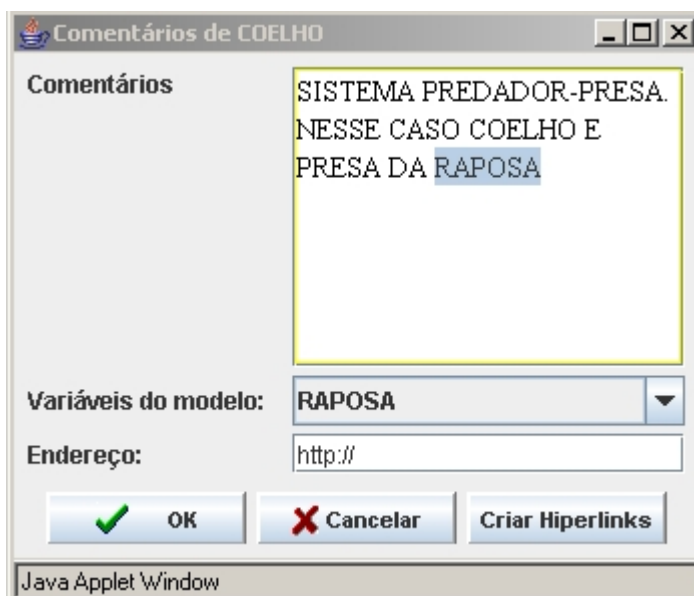 Comentários de COELHO
Comentários
SISTEMA PREDADOR-PRESA.
NESSE CASO COELHO E
PRESA DA RAPOSA
Variáveis do modelo:
RAPOSA
Endereço:
http://
OK
Cancelar
Criar Hiperlinks
Java Applet Window